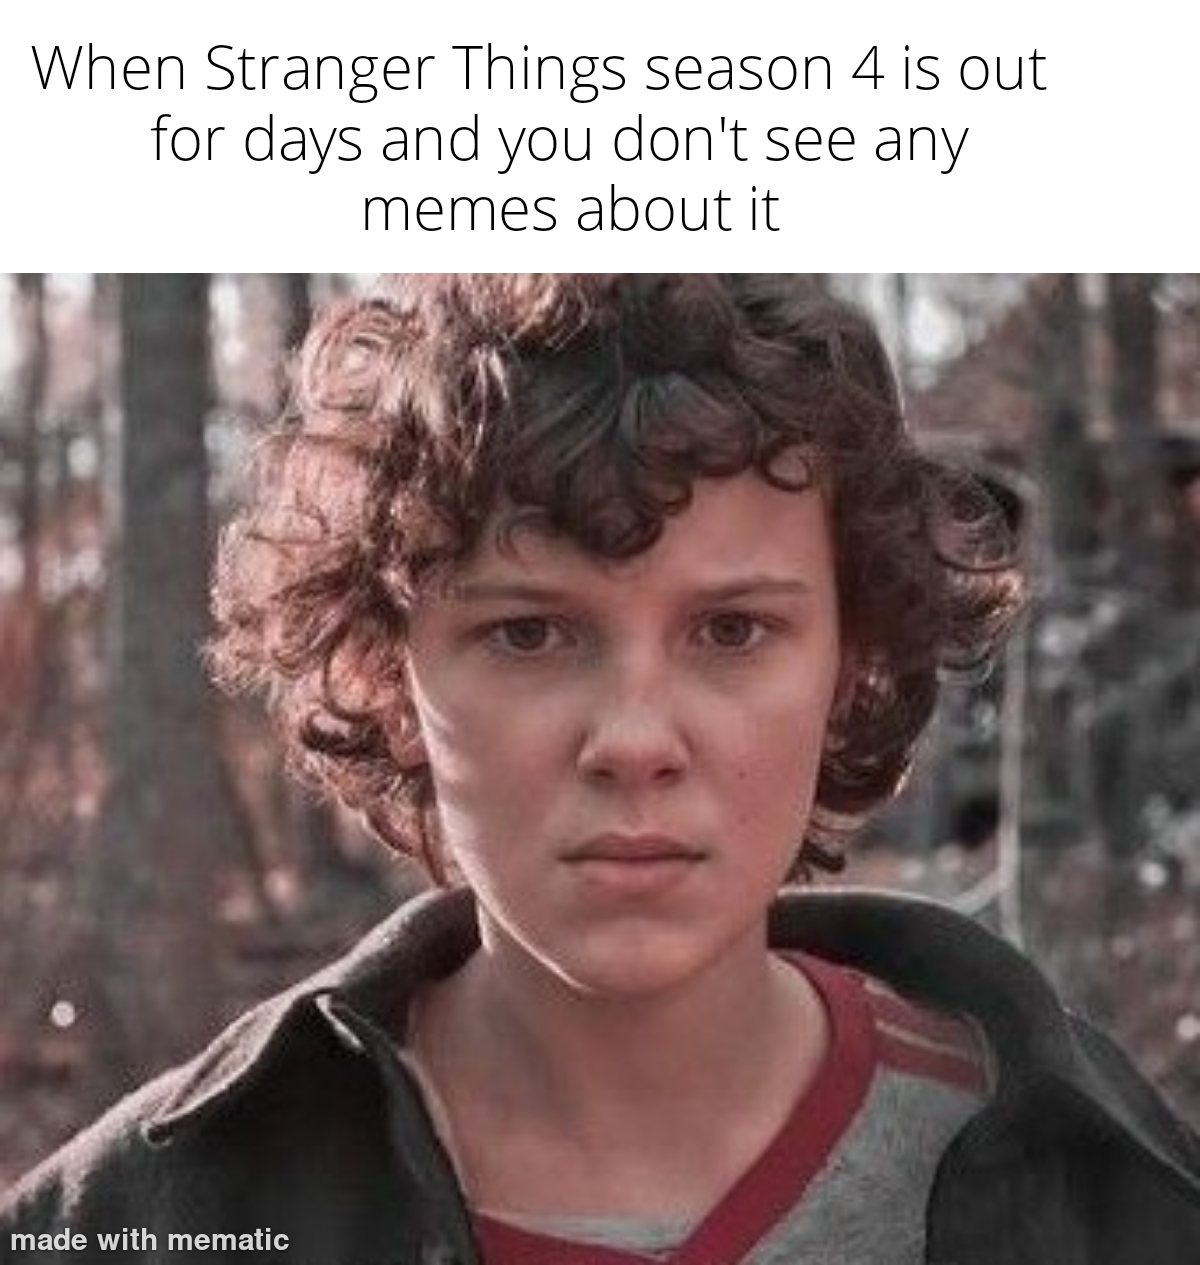 When Stranger Things season 4 is out
for days and you don't see any
memes about it
made with mematic